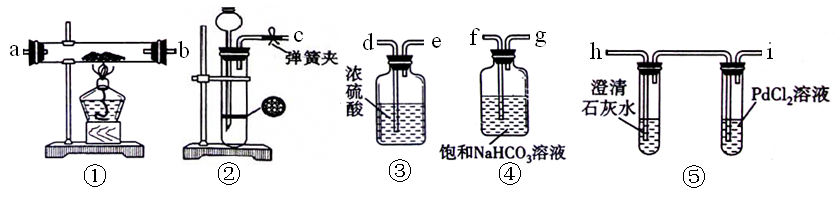 a b
c
弹簧夹
d e
浓硫酸
f g
饱和NaHCO₃溶液
h i
澄清石灰水
PdCl₂溶液
① ② ③ ④ ⑤